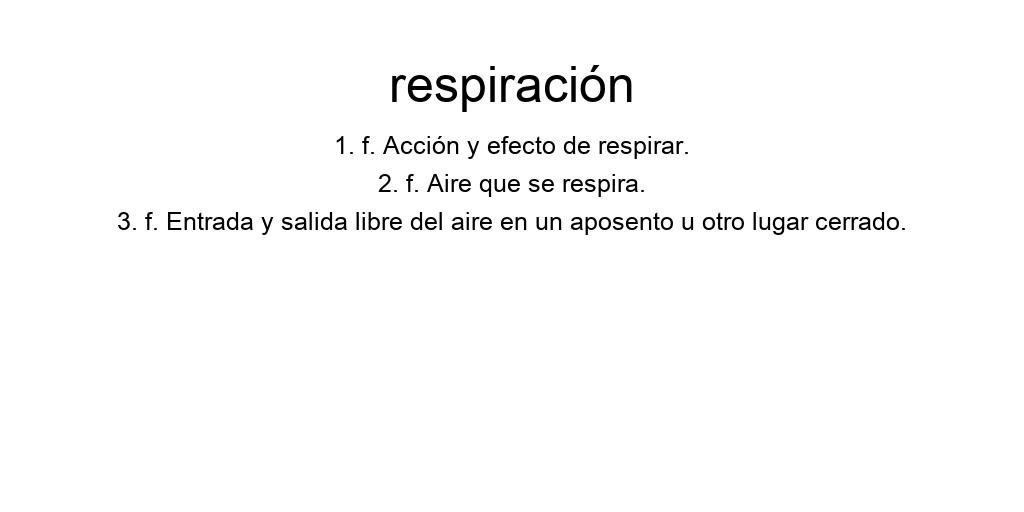 respiración
1. f. Acción y efecto de respirar.
2. f. Aire que se respira.
3. f. Entrada y salida libre del aire en un aposento u otro lugar cerrado.